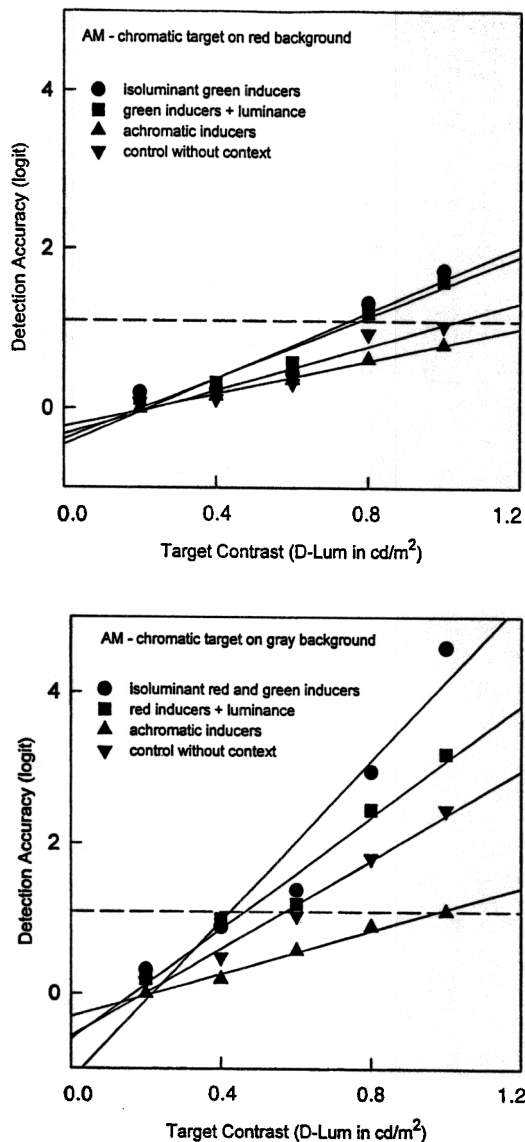 AM - chromatic target on red background
isoluminant green inducers
green inducers + luminance
achromatic inducers
control without context
Detection Accuracy (logit)
4
2
0
0.0 0.4 0.8 1.2
Target Contrast (D-Lum in cd/m²)
AM - chromatic target on gray background
isoluminant red and green inducers
red inducers + luminance
achromatic inducers
control without context
Detection Accuracy (logit)
4
2
0
0.0 0.4 0.8 1.2
Target Contrast (D-Lum in cd/m²)